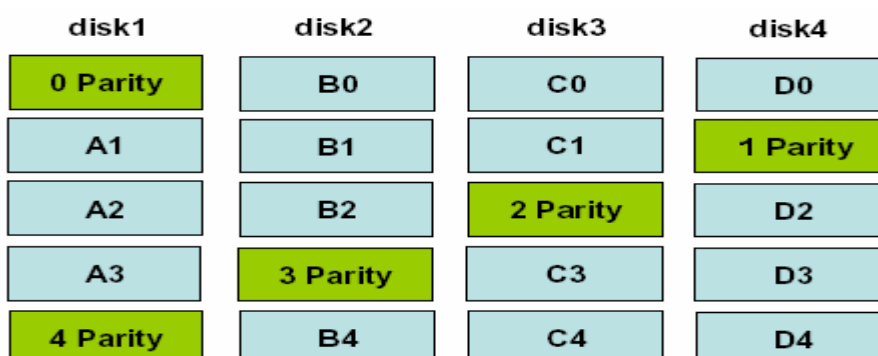 disk1 disk2 disk3 disk4
0 Parity B0 C0 D0
A1 B1 C1 1 Parity
A2 B2 2 Parity D2
A3 3 Parity C3 D3
4 Parity B4 C4 D4